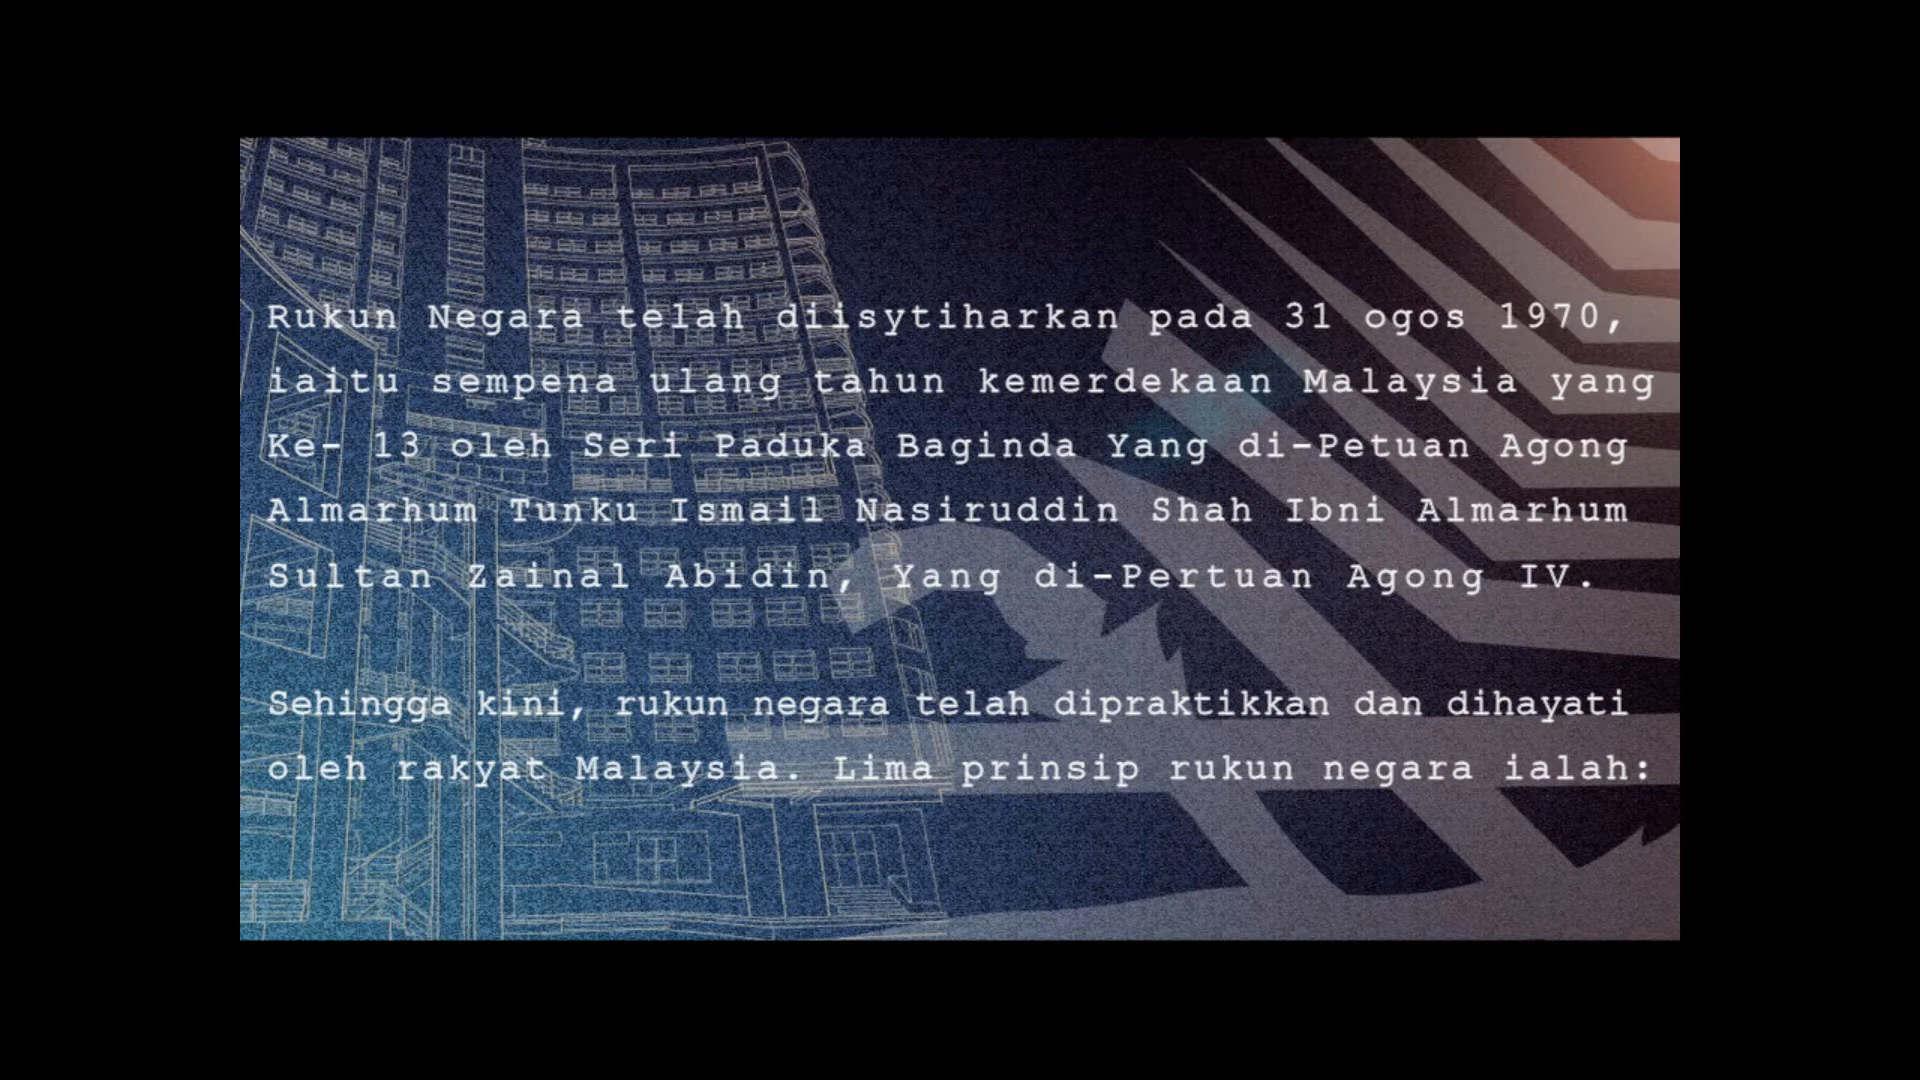 Rukun Negara telah diisytiharkan pada 31 ogos 1970,
iaitu sempena ulang tahun kemerdekaan Malaysia yang
Ke- 13 oleh Seri Paduka Baginda Yang di-Petuan Agong
Almarhum Tunku Ismail Nasiruddin Shah Ibni Almarhum
Sultan Zainal Abidin, Yang di-Pertuan Agong IV.
Sehingga kini, rukun negara telah dipraktikkan dan dihayati
oleh rakyat Malaysia. Lima prinsip rukun negara ialah: